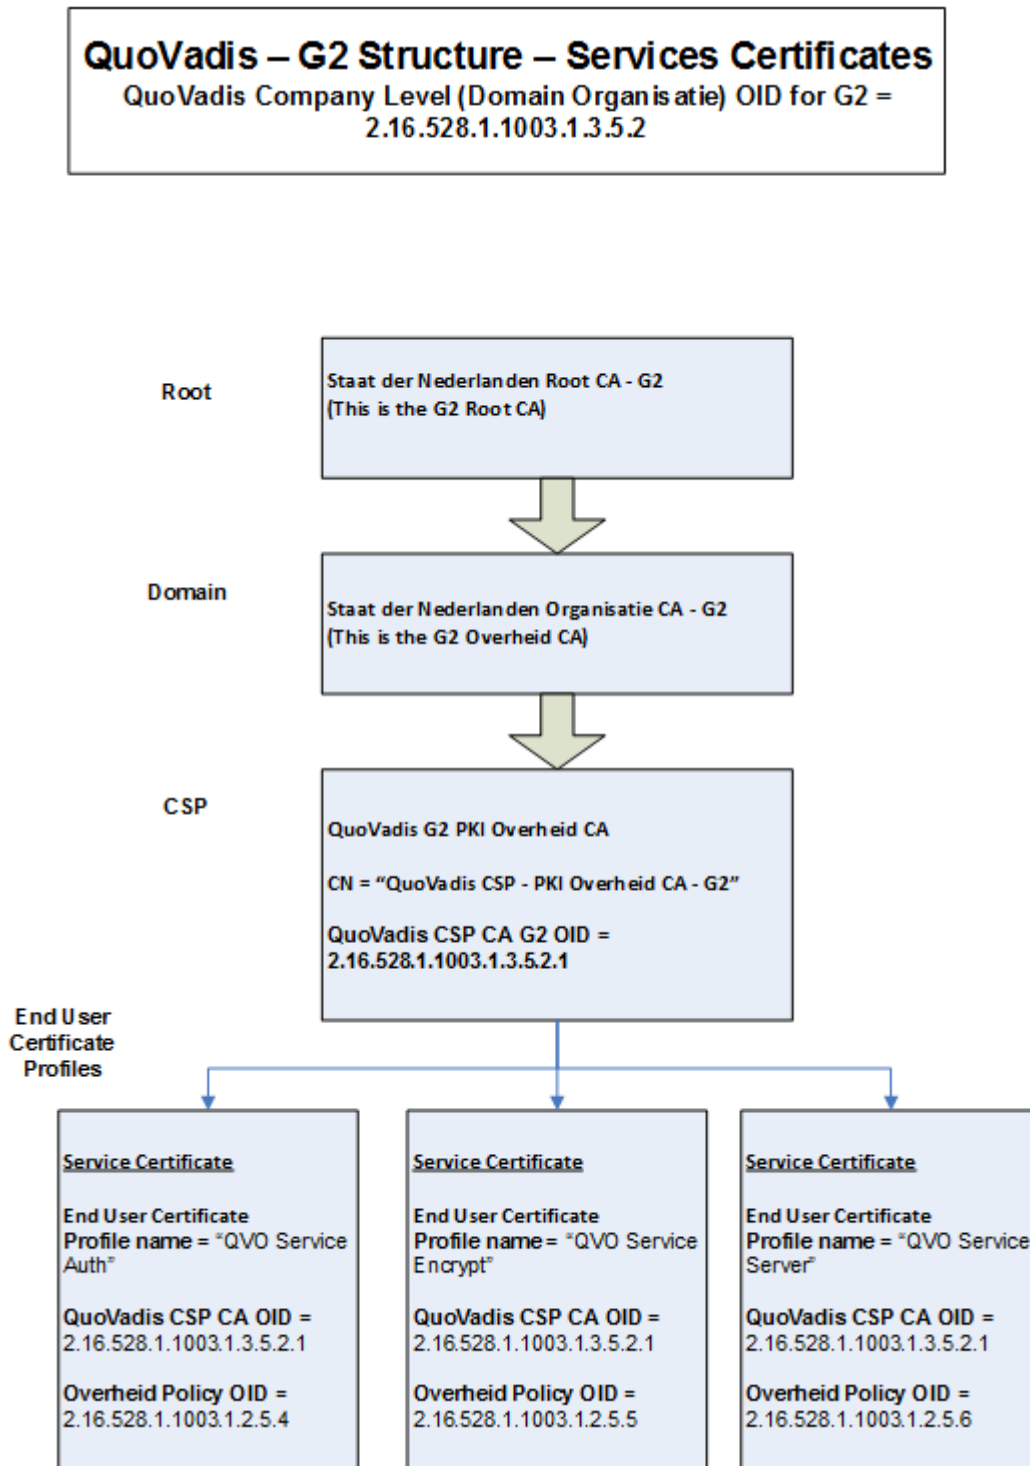 QuoVadis – G2 Structure – Services Certificates
QuoVadis Company Level (Domain Organisatie) OID for G2 =
2.16.528.1.1003.1.3.5.2
Root
Staat der Nederlanden Root CA - G2
(This is the G2 Root CA)
Domain
Staat der Nederlanden Organisatie CA - G2
(This is the G2 Overheid CA)
CSP
QuoVadis G2 PKI Overheid CA
CN = “QuoVadis CSP - PKI Overheid CA - G2”
QuoVadis CSP CA G2 OID =
2.16.528.1.1003.1.3.5.2.1
End User
Certificate
Profiles
Service Certificate
End User Certificate
Profile name = “QVO Service
Auth”
QuoVadis CSP CA OID =
2.16.528.1.1003.1.3.5.2.1
Overheid Policy OID =
2.16.528.1.1003.1.2.5.4
Service Certificate
End User Certificate
Profile name = “QVO Service
Encrypt”
QuoVadis CSP CA OID =
2.16.528.1.1003.1.3.5.2.1
Overheid Policy OID =
2.16.528.1.1003.1.2.5.5
Service Certificate
End User Certificate
Profile name = “QVO Service
Server”
QuoVadis CSP CA OID =
2.16.528.1.1003.1.3.5.2.1
Overheid Policy OID =
2.16.528.1.1003.1.2.5.6